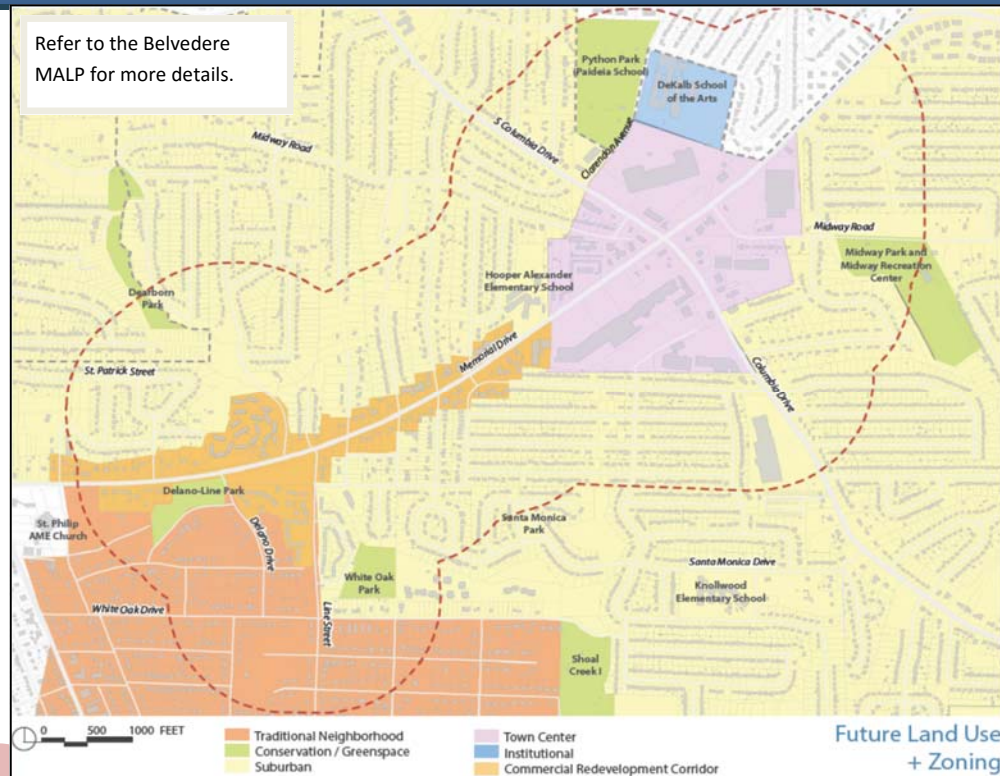 Refer to the Belvedere
MALP for more details.
Python Park
(Paideia School)
DeKalb School
of the Arts
S Columbia Drive
Clarendon Avenue
Midway Road
Midway Road
Midway Park and
Midway Recreation
Center
Hooper Alexander
Elementary School
Dearborn
Park
Memorial Drive
St. Patrick Street
Columbia Drive
Delano-Line Park
St. Philip
AME Church
Delano Drive
Santa Monica
Park
Santa Monica Drive
Knollwood
Elementary School
White Oak
Park
White Oak Drive
Line Street
Shoal
Creek I
0 500 1000 FEET
Traditional Neighborhood
Conservation / Greenspace
Suburban
Town Center
Institutional
Commercial Redevelopment Corridor
Future Land Use
+ Zoning